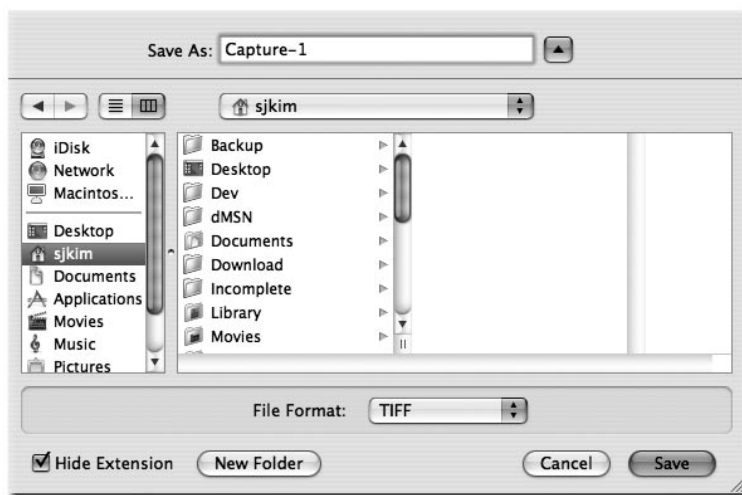 Save As: Capture-1
sjkim
iDisk
Network
Macintos...
Desktop
sjkim
Documents
Applications
Movies
Music
Pictures
Backup
Desktop
Dev
dMSN
Documents
Download
Incomplete
Library
Movies
File Format: TIFF
Hide Extension
New Folder
Cancel
Save